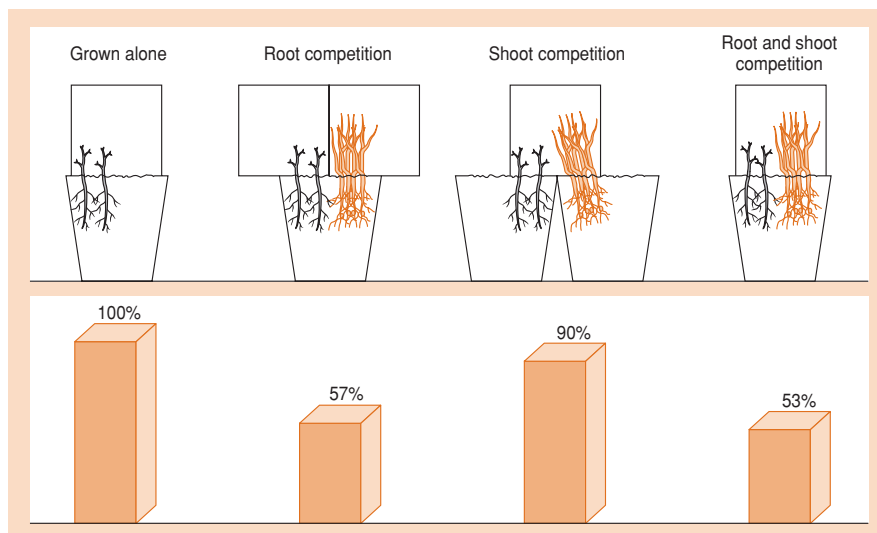 Grown alone
Root competition
Shoot competition
Root and shoot
competition
100%
57%
90%
53%